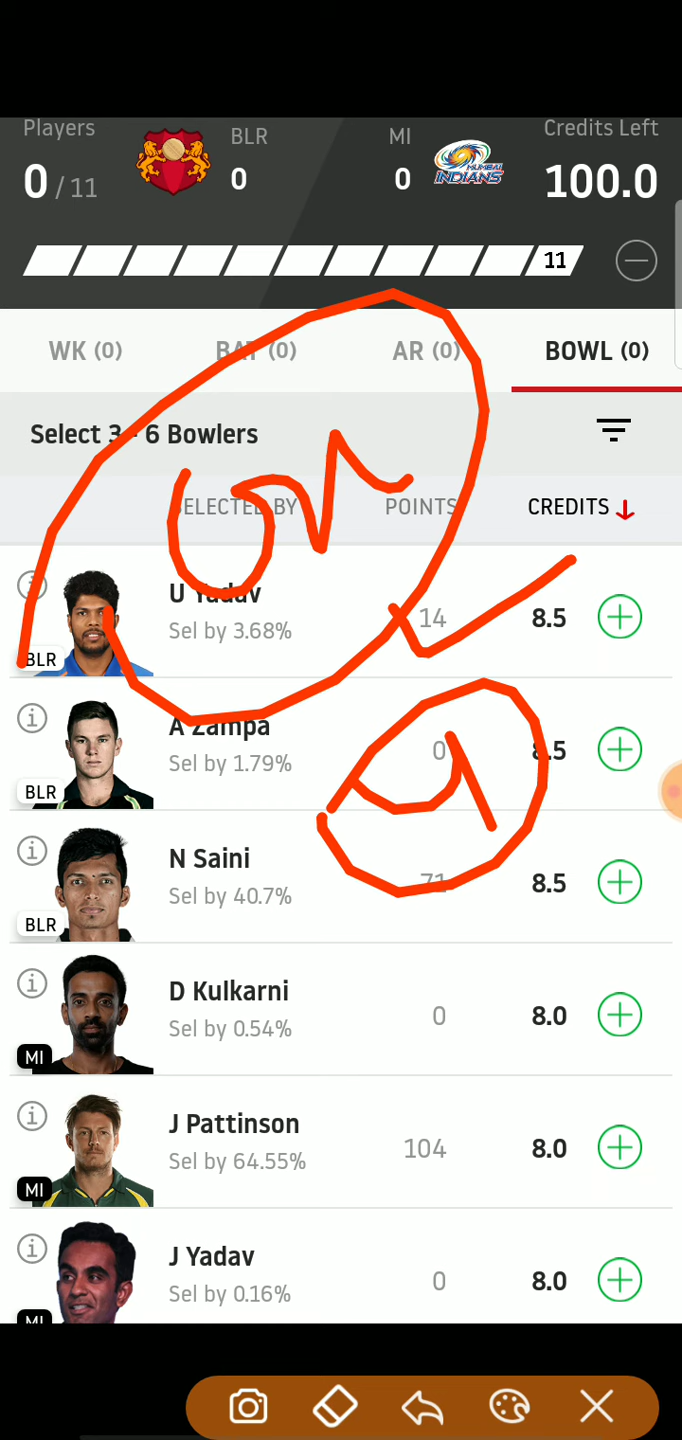 Players BLR MI Credits Left
0 / 11 0 0 100.0
MUMBAI
INDIANS
11
WK (0) BAT (0) AR (0) BOWL (0)
Select 3 - 6 Bowlers
SELECTED BY POINTS CREDITS
U Yadav
Sel by 3.68% 14 8.5
BLR
A Zampa
Sel by 1.79% 0 8.5
BLR
N Saini
Sel by 40.7% 71 8.5
BLR
D Kulkarni
Sel by 0.54% 0 8.0
MI
J Pattinson
Sel by 64.55% 104 8.0
MI
J Yadav
Sel by 0.16% 0 8.0
MI